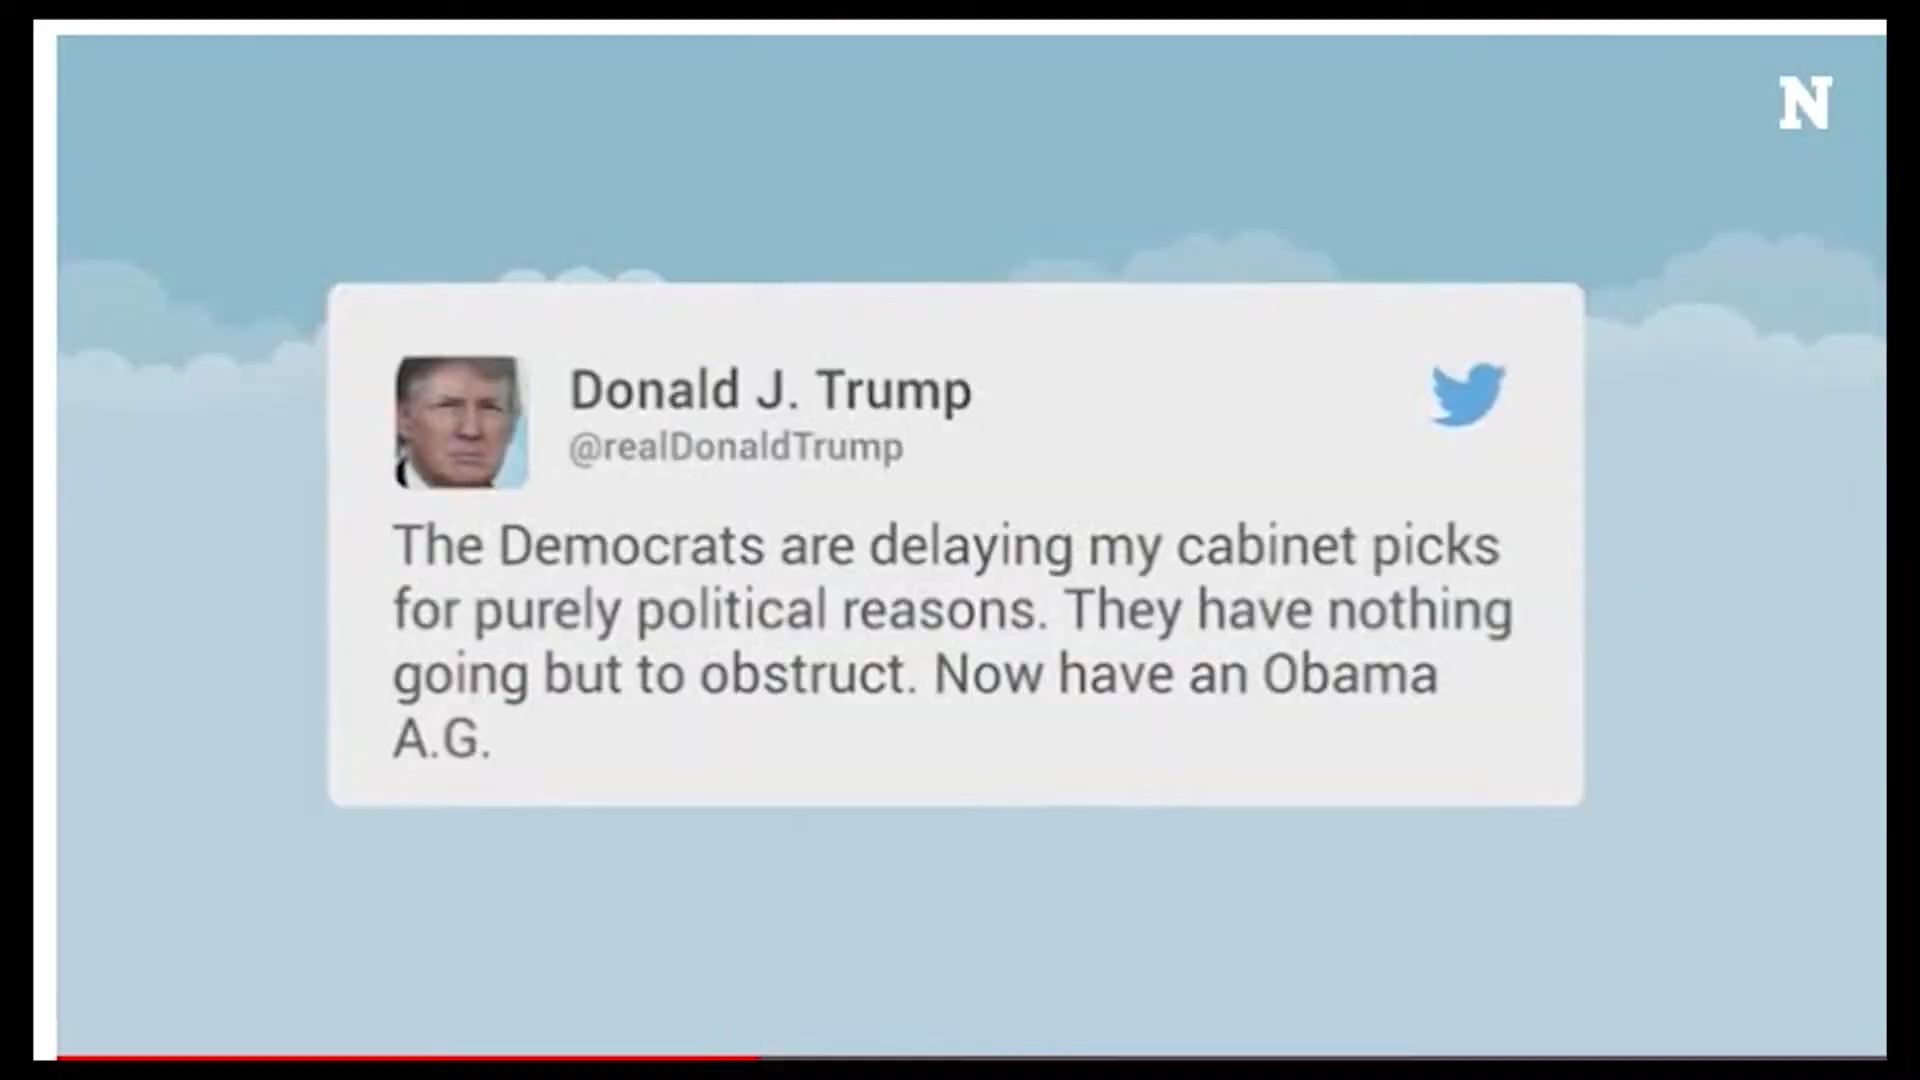 N
Donald J. Trump
@realDonaldTrump
The Democrats are delaying my cabinet picks
for purely political reasons. They have nothing
going but to obstruct. Now have an Obama
A.G.